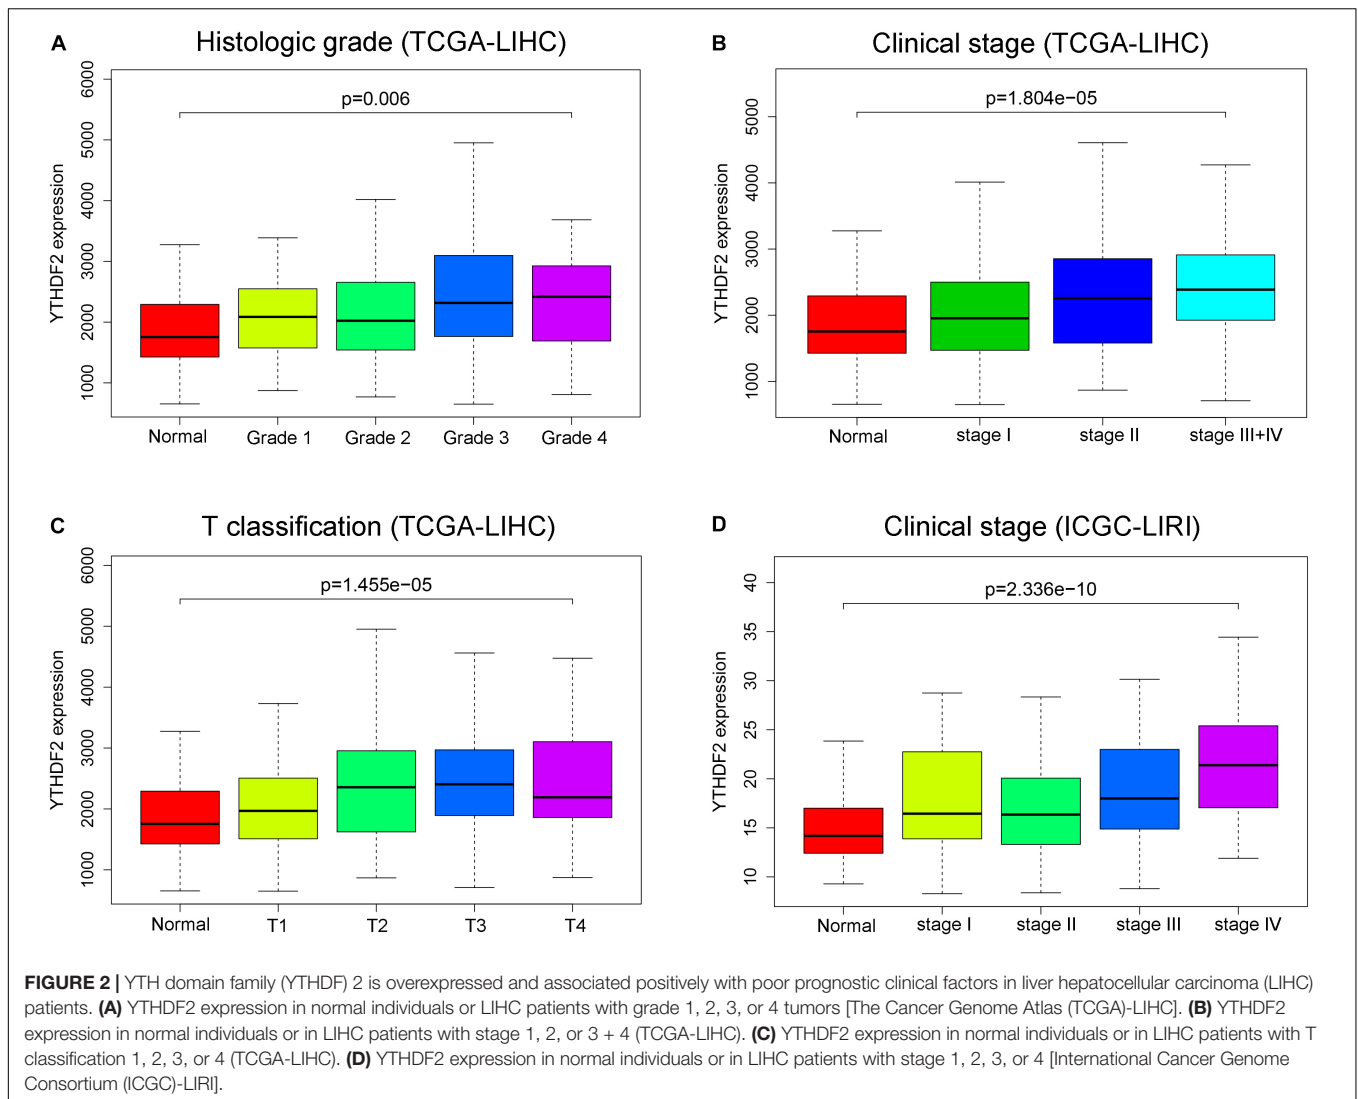 A
Histologic grade (TCGA-LIHC)
p=0.006
YTHDF2 expression
6000
5000
4000
3000
2000
1000
Normal
Grade 1
Grade 2
Grade 3
Grade 4
B
Clinical stage (TCGA-LIHC)
p=1.804e−05
YTHDF2 expression
5000
4000
3000
2000
1000
Normal
stage I
stage II
stage III+IV
C
T classification (TCGA-LIHC)
p=1.455e−05
YTHDF2 expression
6000
5000
4000
3000
2000
1000
Normal
T1
T2
T3
T4
D
Clinical stage (ICGC-LIRI)
p=2.336e−10
YTHDF2 expression
40
35
30
25
20
15
10
Normal
stage I
stage II
stage III
stage IV
FIGURE 2 | YTH domain family (YTHDF) 2 is overexpressed and associated positively with poor prognostic clinical factors in liver hepatocellular carcinoma (LIHC)
patients. (A) YTHDF2 expression in normal individuals or LIHC patients with grade 1, 2, 3, or 4 tumors [The Cancer Genome Atlas (TCGA)-LIHC]. (B) YTHDF2
expression in normal individuals or in LIHC patients with stage 1, 2, or 3 + 4 (TCGA-LIHC). (C) YTHDF2 expression in normal individuals or in LIHC patients with T
classification 1, 2, 3, or 4 (TCGA-LIHC). (D) YTHDF2 expression in normal individuals or in LIHC patients with stage 1, 2, 3, or 4 [International Cancer Genome
Consortium (ICGC)-LIRI].